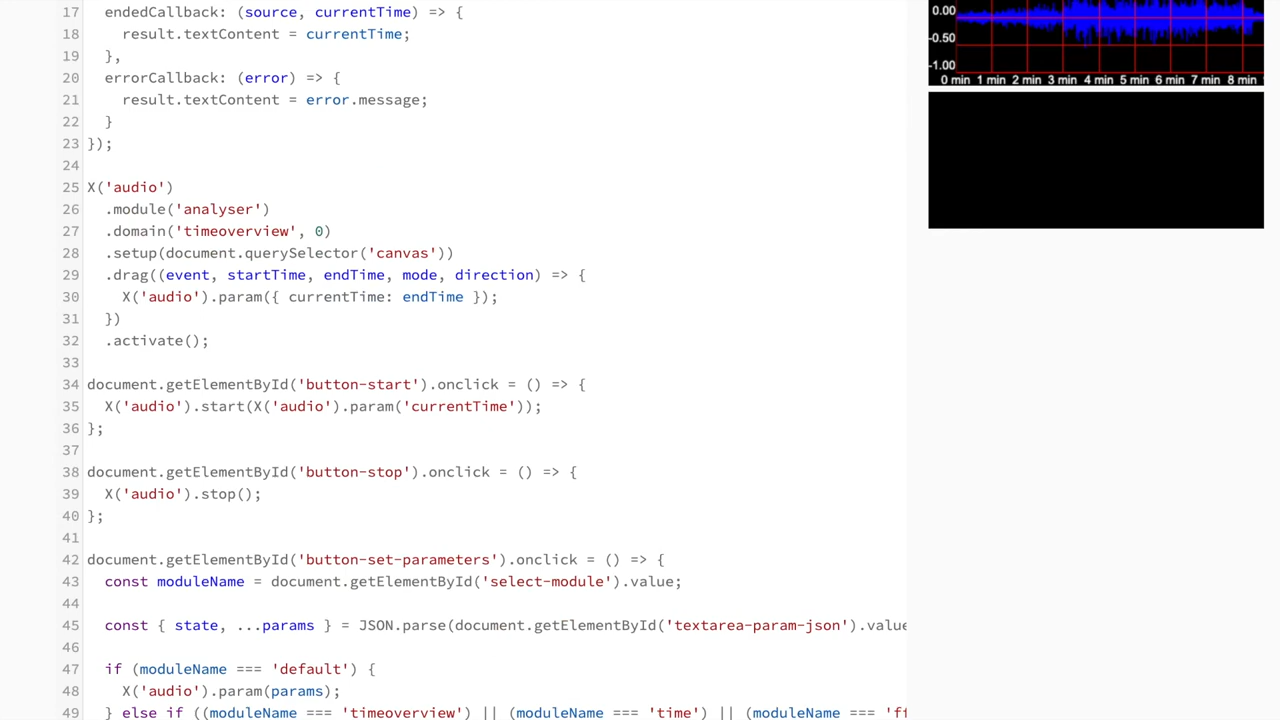 17 endedCallback: (source, currentTime) => {
18 result.textContent = currentTime;
19 },
20 errorCallback: (error) => {
21 result.textContent = error.message;
22 }
23 });
24
25 X('audio')
26 .module('analyser')
27 .domain('timeoverview', 0)
28 .setup(document.querySelector('canvas'))
29 .drag((event, startTime, endTime, mode, direction) => {
30 X('audio').param({ currentTime: endTime });
31 })
32 .activate();
33
34 document.getElementById('button-start').onclick = () => {
35 X('audio').start(X('audio').param('currentTime'));
36 };
37
38 document.getElementById('button-stop').onclick = () => {
39 X('audio').stop();
40 };
41
42 document.getElementById('button-set-parameters').onclick = () => {
43 const moduleName = document.getElementById('select-module').value;
44
45 const { state, ...params } = JSON.parse(document.getElementById('textarea-param-json').value
46
47 if (moduleName === 'default') {
48 X('audio').param(params);
49 } else if ((moduleName === 'timeoverview') || (moduleName === 'time') || (moduleName === 'ff
0.00
-0.50
-1.00
0 min 1 min 2 min 3 min 4 min 5 min 6 min 7 min 8 min